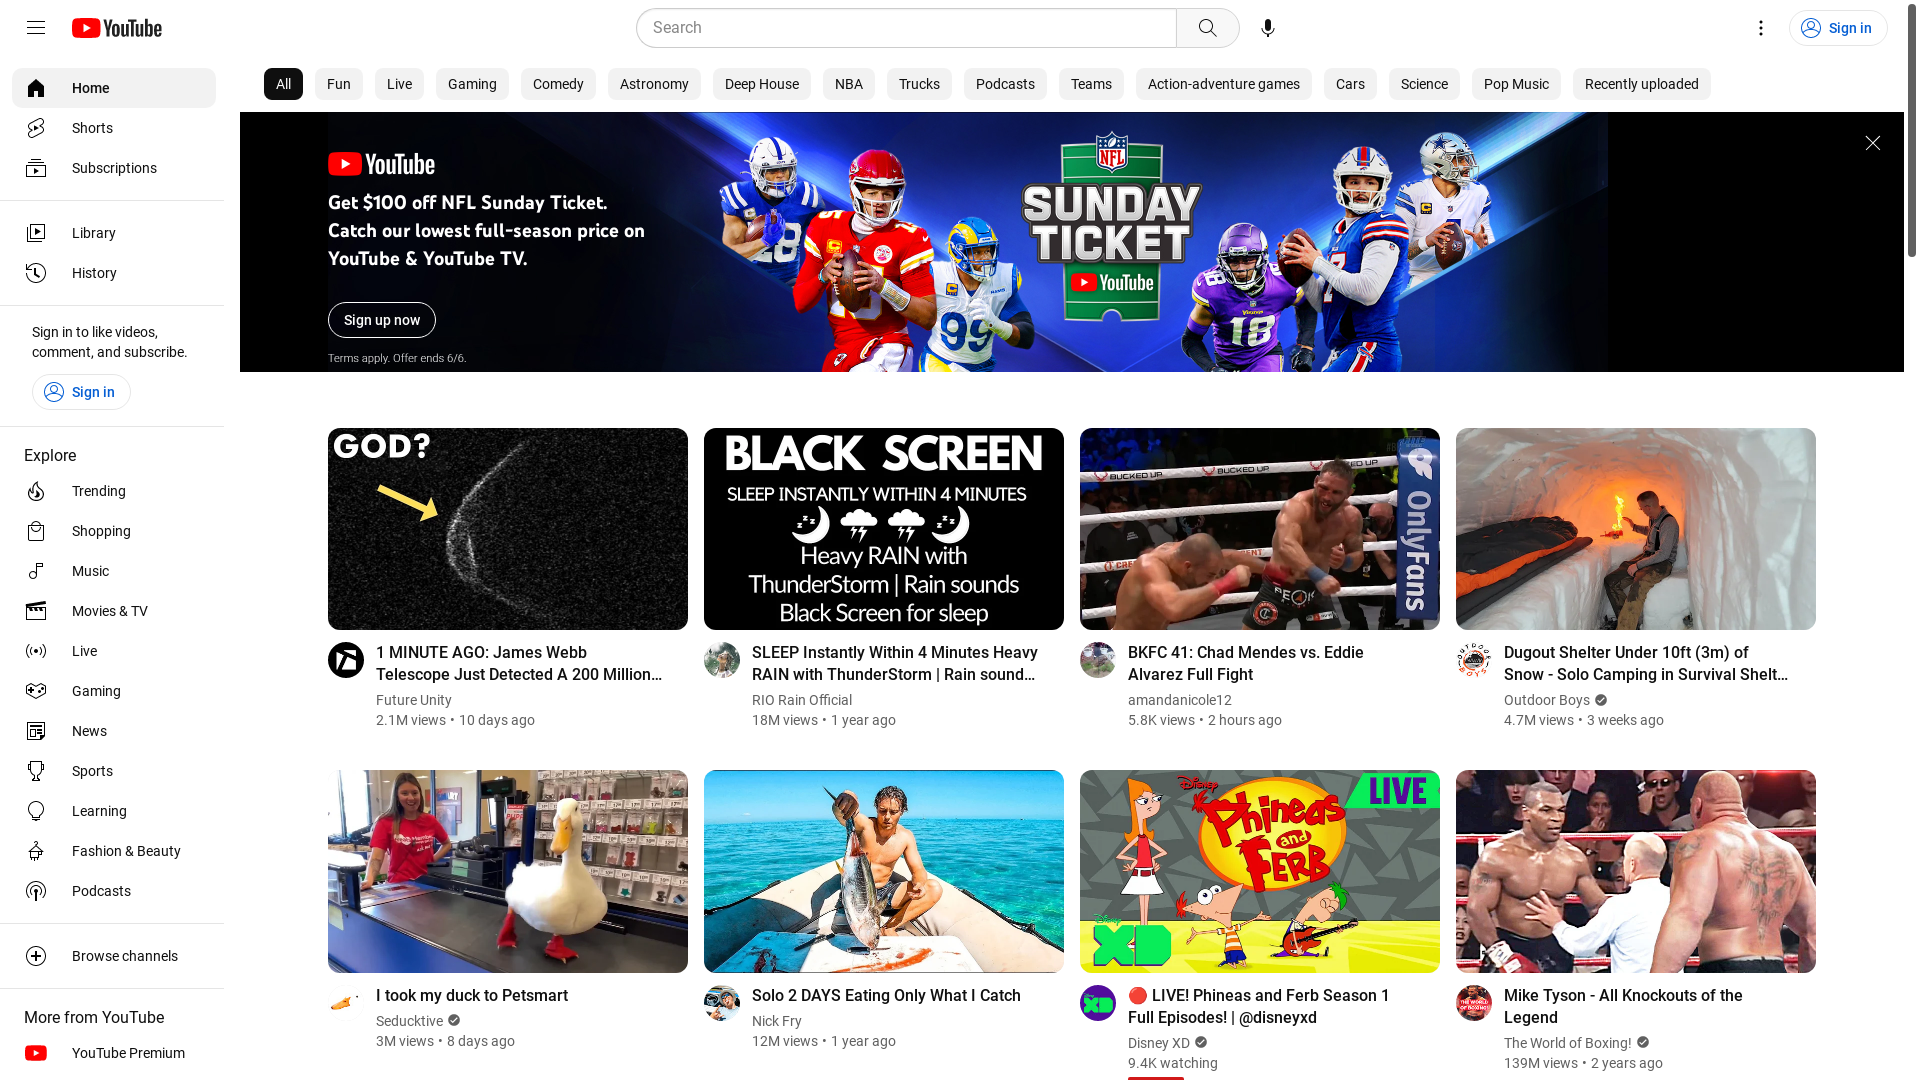 YouTube
Search
Sign in
Home
Shorts
Subscriptions
Library
History
Sign in to like videos,
comment, and subscribe.
Sign in
Explore
Trending
Shopping
Music
Movies & TV
Live
Gaming
News
Sports
Learning
Fashion & Beauty
Podcasts
Browse channels
More from YouTube
YouTube Premium
All
Fun
Live
Gaming
Comedy
Astronomy
Deep House
NBA
Trucks
Podcasts
Teams
Action-adventure games
Cars
Science
Pop Music
Recently uploaded
YouTube
Get $100 off NFL Sunday Ticket.
Catch our lowest full-season price on
YouTube & YouTube TV.
Sign up now
Terms apply. Offer ends 6/6.
NFL
SUNDAY
TICKET
YouTube
28
15
99
18
17
GOD?
1 MINUTE AGO: James Webb
Telescope Just Detected A 200 Million...
Future Unity
2.1M views • 10 days ago
BLACK SCREEN
SLEEP INSTANTLY WITHIN 4 MINUTES
Heavy RAIN with
ThunderStorm | Rain sounds
Black Screen for sleep
SLEEP Instantly Within 4 Minutes Heavy
RAIN with ThunderStorm | Rain sound...
RIO Rain Official
18M views • 1 year ago
BUCKED UP
BUCKED UP
OnlyFans
BKFC 41: Chad Mendes vs. Eddie
Alvarez Full Fight
amandanicole12
5.8K views • 2 hours ago
Dugout Shelter Under 10ft (3m) of
Snow - Solo Camping in Survival Shelt...
Outdoor Boys
4.7M views • 3 weeks ago
I took my duck to Petsmart
Seducktive
3M views • 8 days ago
Solo 2 DAYS Eating Only What I Catch
Nick Fry
12M views • 1 year ago
LIVE
Disney
Phineas
and
FERB
Disney
XD
🔴 LIVE! Phineas and Ferb Season 1
Full Episodes! | @disneyxd
Disney XD
9.4K watching
Mike Tyson - All Knockouts of the
Legend
The World of Boxing!
139M views • 2 years ago